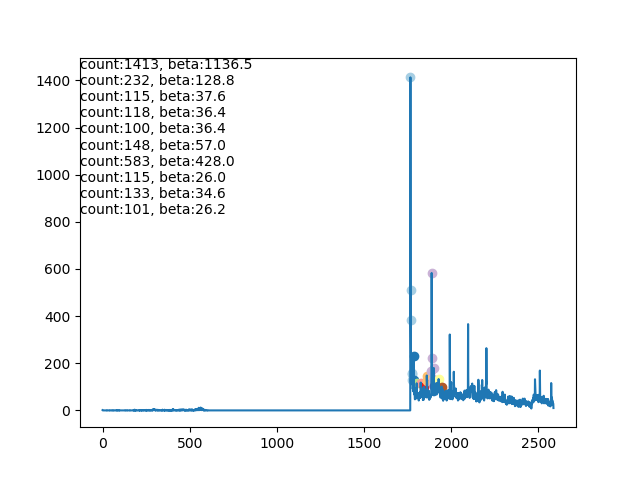 count:1413, beta:1136.5
count:232, beta:128.8
count:115, beta:37.6
count:118, beta:36.4
count:100, beta:36.4
count:148, beta:57.0
count:583, beta:428.0
count:115, beta:26.0
count:133, beta:34.6
count:101, beta:26.2
1400
1200
1000
800
600
400
200
0
0 500 1000 1500 2000 2500